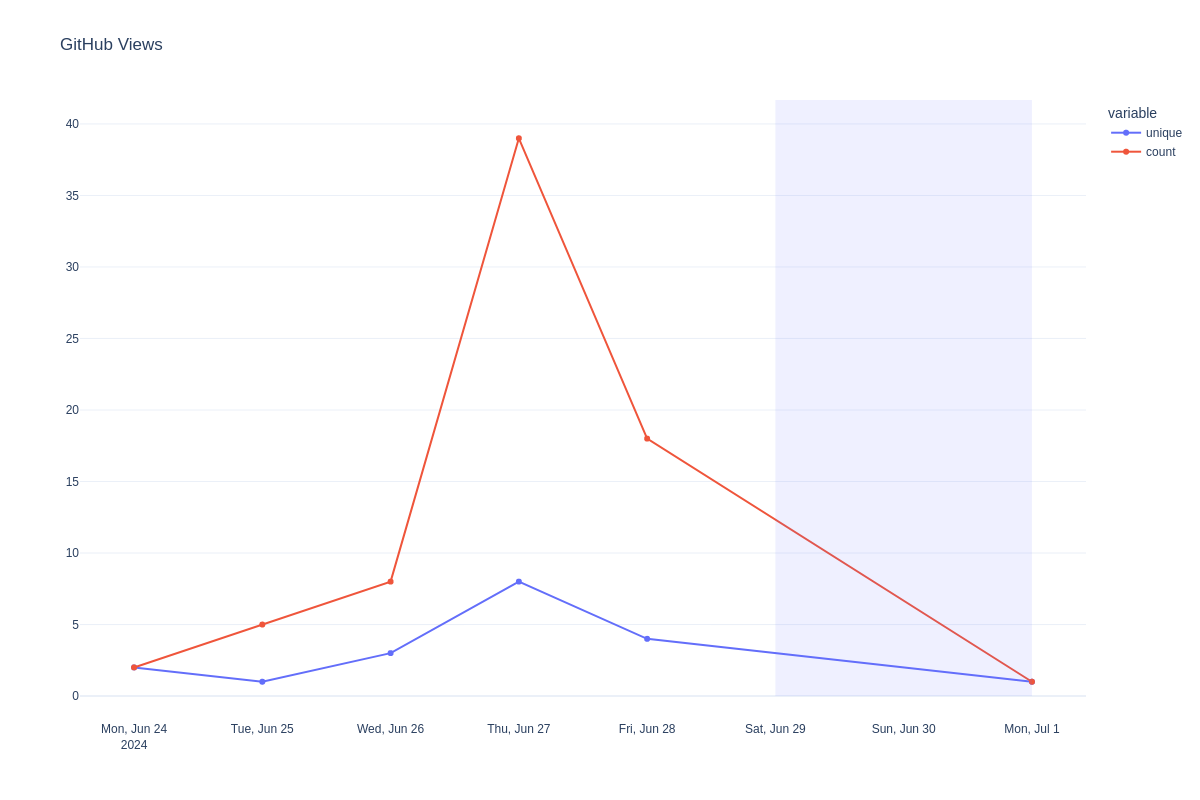 GitHub Views
variable
unique
count
40
35
30
25
20
15
10
5
0
Mon, Jun 24
2024
Tue, Jun 25
Wed, Jun 26
Thu, Jun 27
Fri, Jun 28
Sat, Jun 29
Sun, Jun 30
Mon, Jul 1